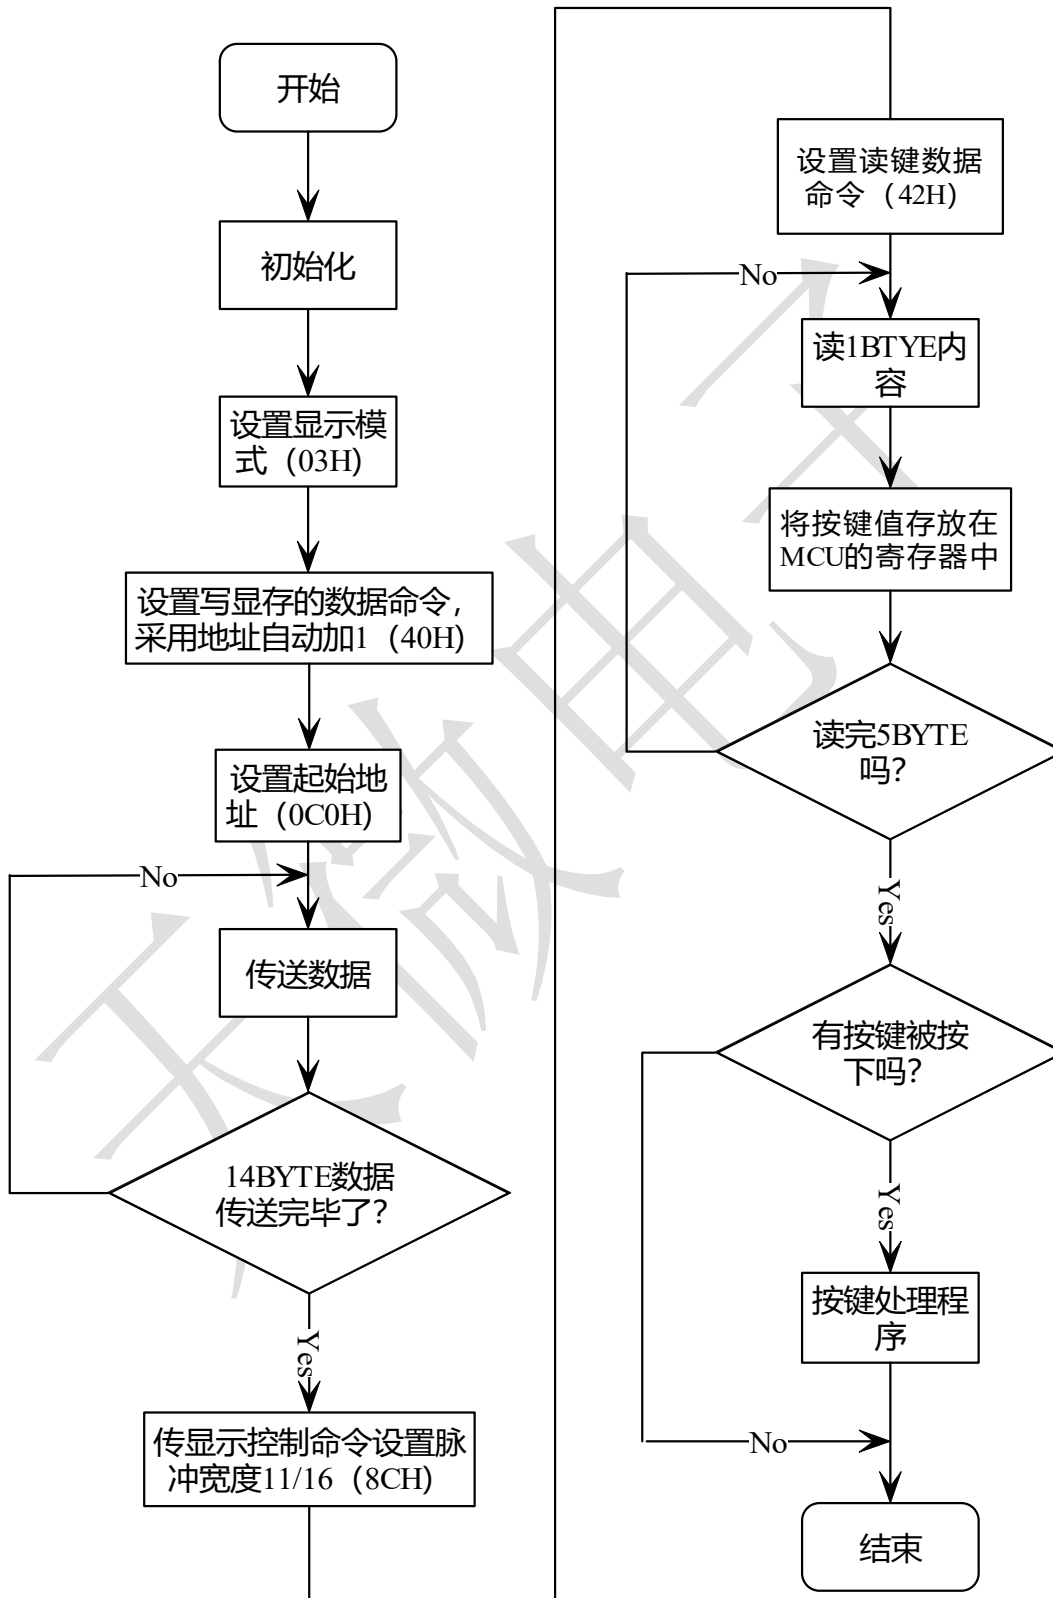 开始
初始化
设置显示模
式（03H）
设置写显存的数据命令，
采用地址自动加1（40H）
设置起始地
址（0C0H）
No
传送数据
14BYTE数据
传送完毕了？
Yes
传显示控制命令设置脉
冲宽度11/16（8CH）
设置读键数据
命令（42H）
No
读1BTYE内
容
将按键值存放在
MCU的寄存器中
读完5BYTE
吗？
Yes
有按键被按
下吗？
Yes
按键处理程
序
No
结束
天微电子